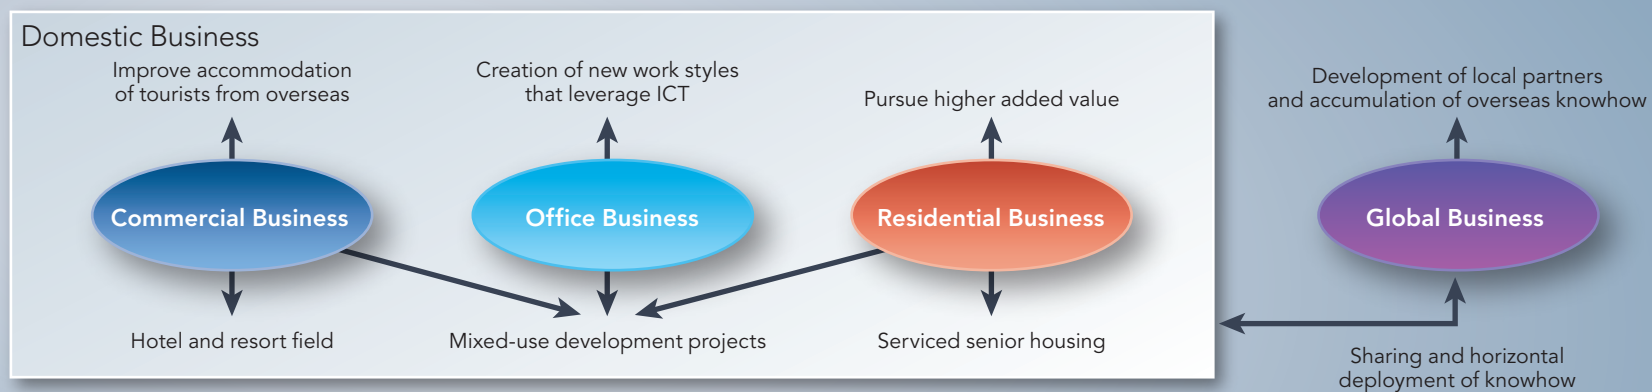 Domestic Business
Improve accommodation
of tourists from overseas
Creation of new work styles
that leverage ICT
Pursue higher added value
Development of local partners
and accumulation of overseas knowhow
Commercial Business
Office Business
Residential Business
Global Business
Hotel and resort field
Mixed-use development projects
Serviced senior housing
Sharing and horizontal
deployment of knowhow